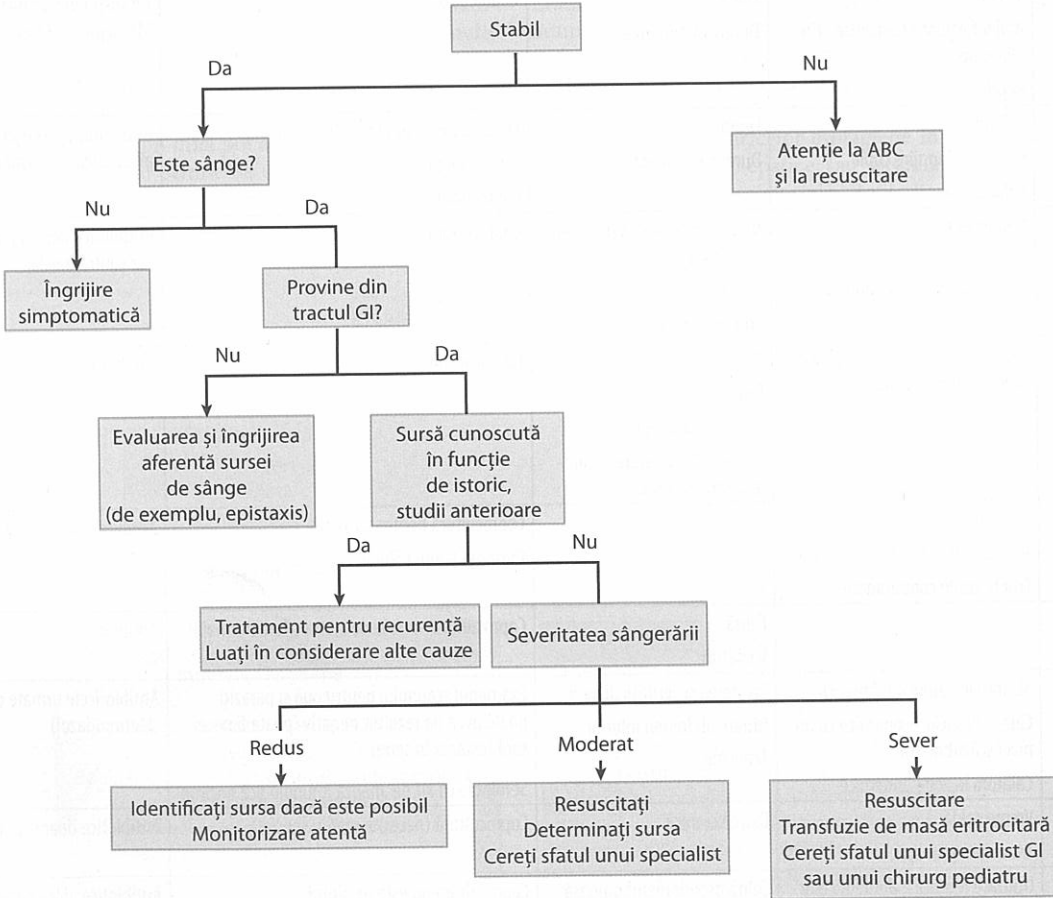 Stabil
Da
Nu
Este sânge?
Atenție la ABC
și la resuscitare
Nu
Da
Îngrijire
simptomatică
Provine din
tractul GI?
Nu
Da
Evaluarea și îngrijirea
aferentă sursei
de sânge
(de exemplu, epistaxis)
Sursă cunoscută
în funcție
de istoric,
studii anterioare
Da
Nu
Tratament pentru recurență
Luați în considerare alte cauze
Severitatea sângerării
Redus
Moderat
Sever
Identificați sursa dacă este posibil
Monitorizare atentă
Resuscitați
Determinați sursa
Cereți sfatul unui specialist
Resuscitare
Transfuzie de masă eritrocitară
Cereți sfatul unui specialist GI
sau unui chirurg pediatru